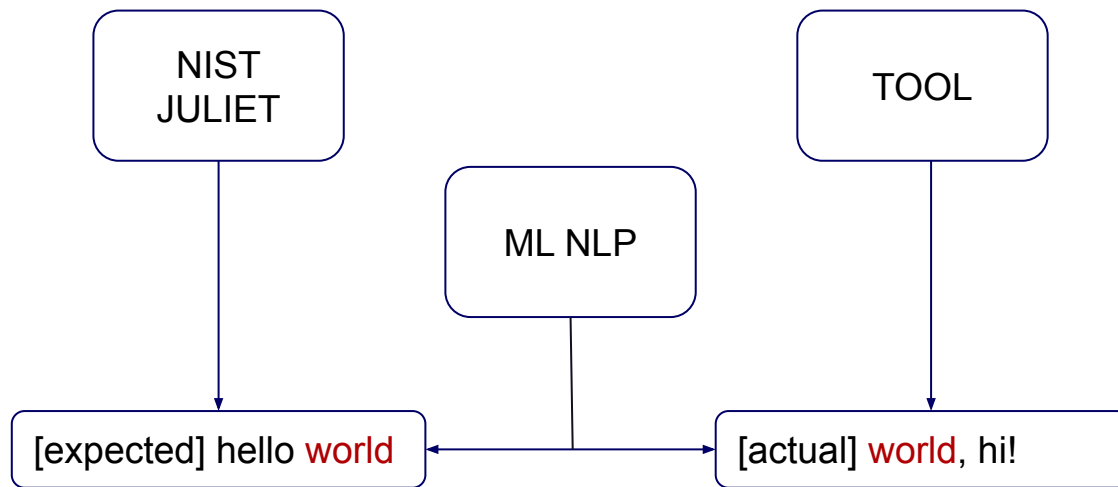 NIST
JULIET
TOOL
ML NLP
[expected] hello world
[actual] world, hi!